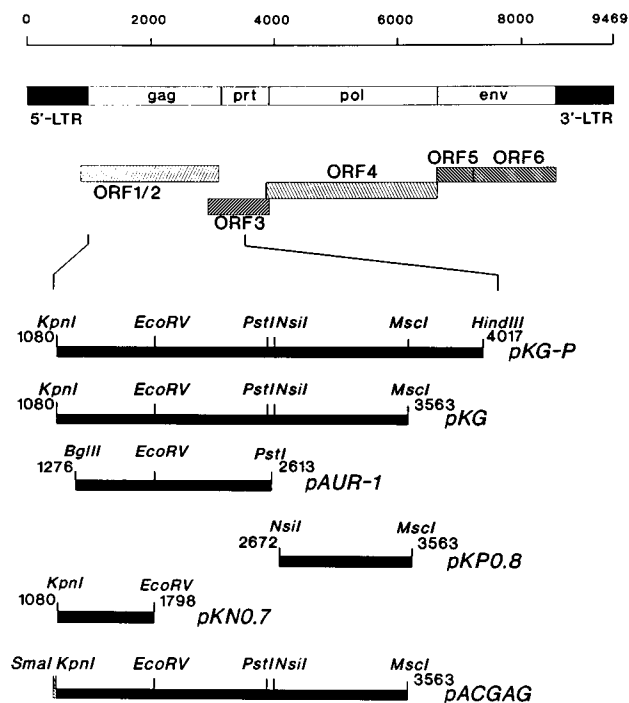 0 2000 4000 6000 8000 9469
gag prt pol env
5'-LTR 3'-LTR
ORF5 ORF6
ORF4
ORF1/2
ORF3
KpnI EcoRV PstI NsiI MscI HindIII
1080 4017
pKG-P
KpnI EcoRV PstI NsiI MscI
1080 3563
pKG
BglII EcoRV PstI
1276 2613
pAUR-1
NsiI MscI
2672 3563
pKP0.8
KpnI EcoRV
1080 1798
pKN0.7
SmaI KpnI EcoRV PstI NsiI MscI
3563
pACGAG